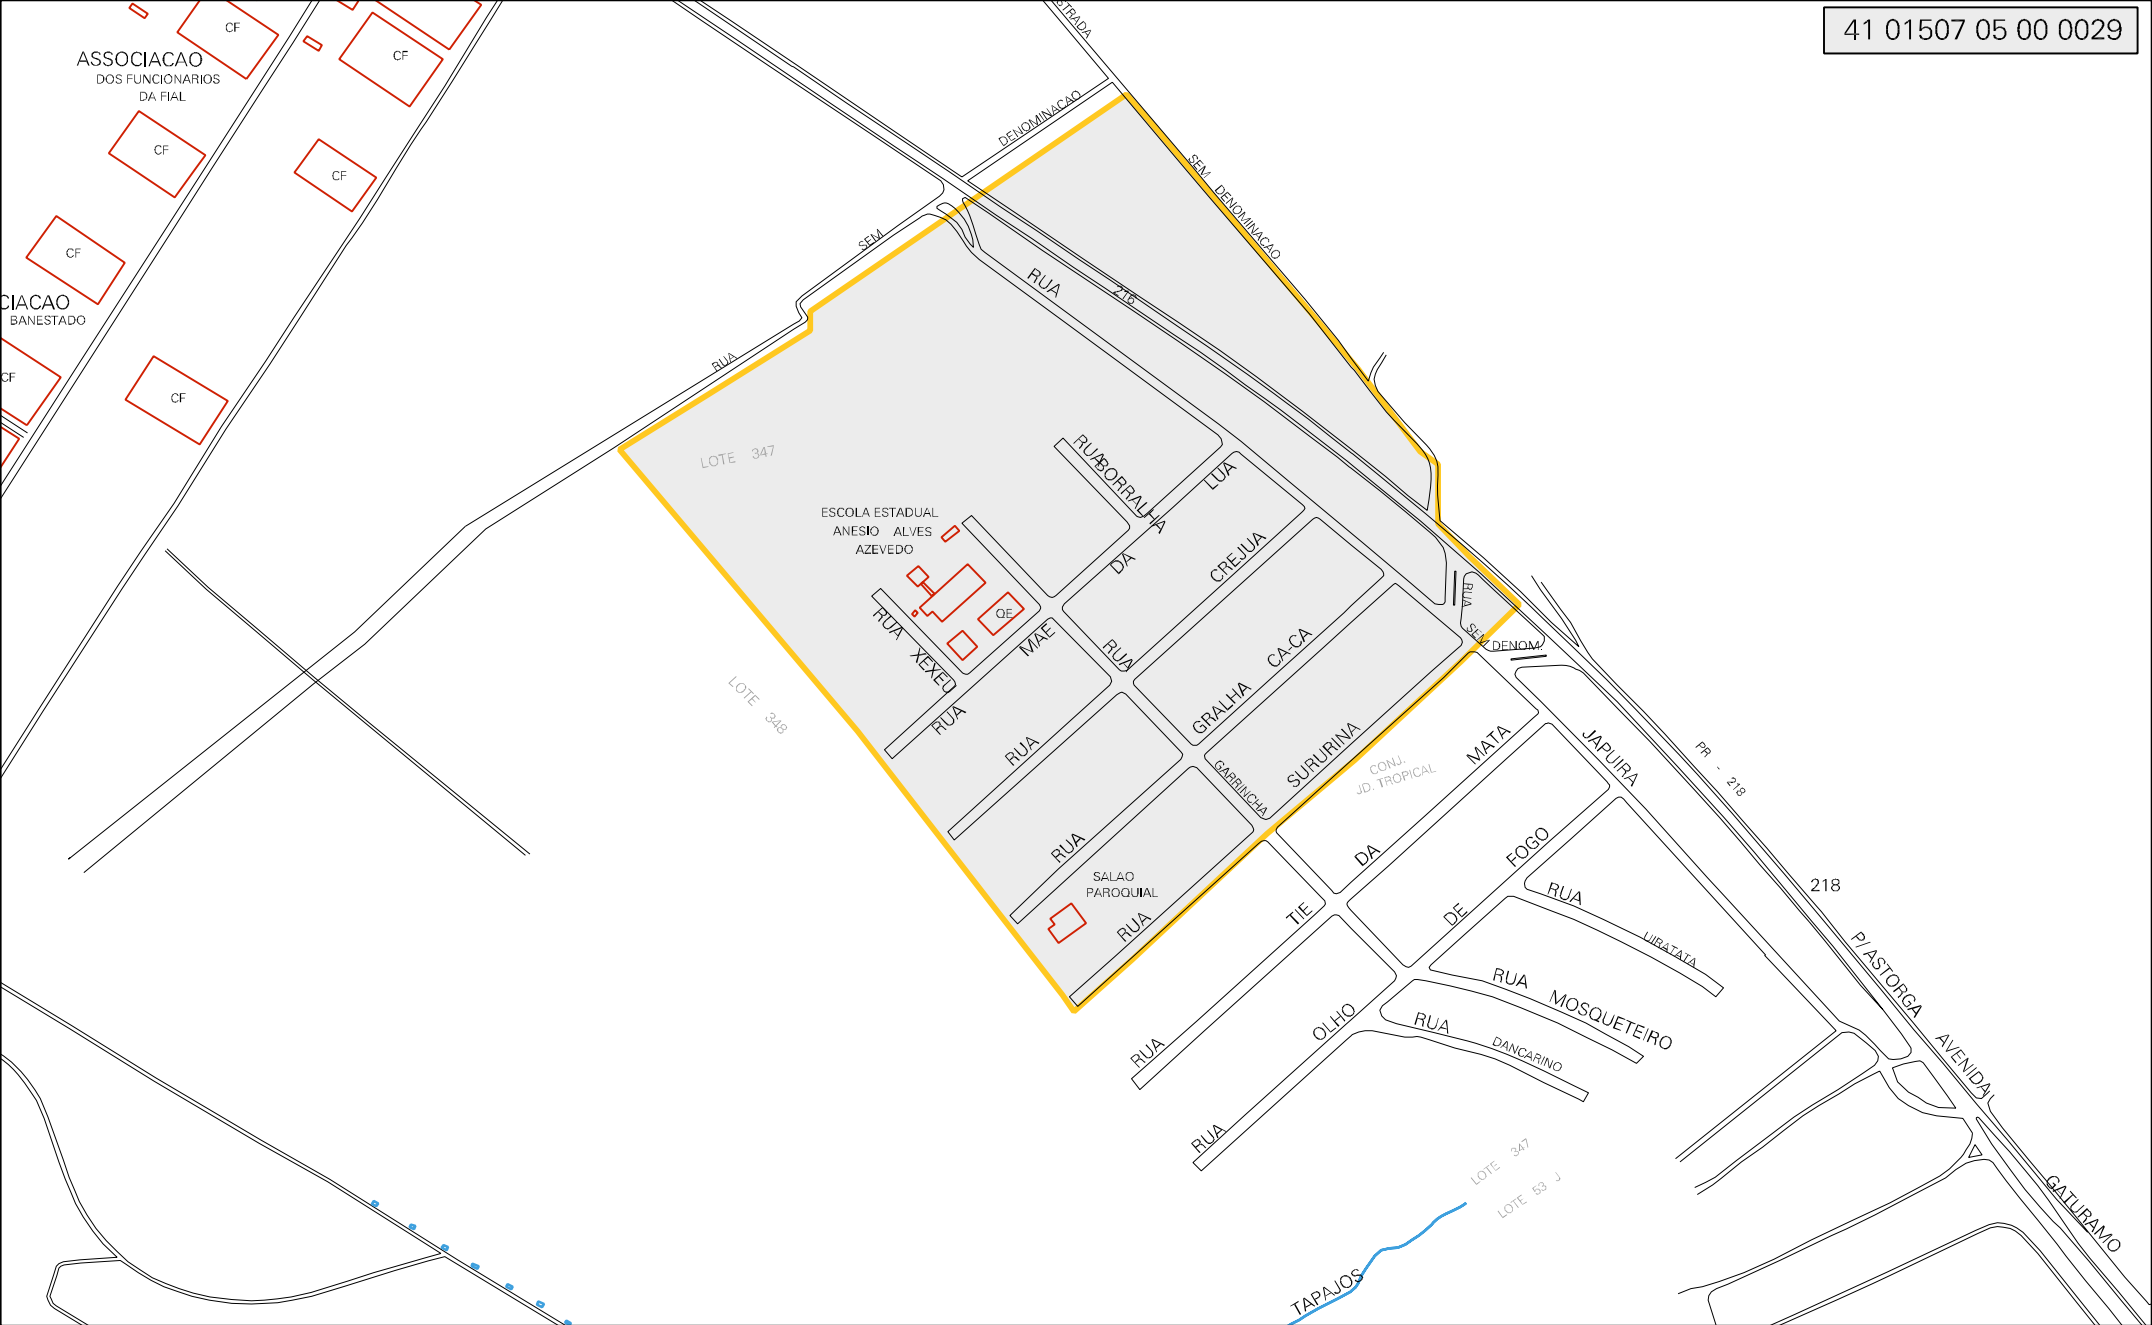 41 01507 05 00 0029
STRADA
CF
ASSOCIACAO
DOS FUNCIONARIOS
DA FIAL
CF
CF
CF
CF
CIACAO
BANESTADO
CF
CF
DENOMINACAO
SEM
RUA
SEM DENOMINACAO
RUA
216
LOTE 347
RUA BORRALHA
ESCOLA ESTADUAL
ANESIO ALVES
AZEVEDO
QE
RUA XEXEU
RUA MAE DA LUA
RUA CREJUA
RUA GARRINCHA
RUA GRALHA CA-CA
RUA SURURINA
RUA
SEM DENOM.
LOTE 348
SALAO
PAROQUIAL
CONJ.
JD. TROPICAL
RUA TIE DA MATA
JAPUIRA
PR - 218
RUA OLHO DE FOGO
218
RUA UIRATATA
P/ ASTORGA
RUA MOSQUETEIRO
RUA DANCARINO
AVENIDA
GATURAMO
LOTE 347
LOTE 53 J
TAPAJOS